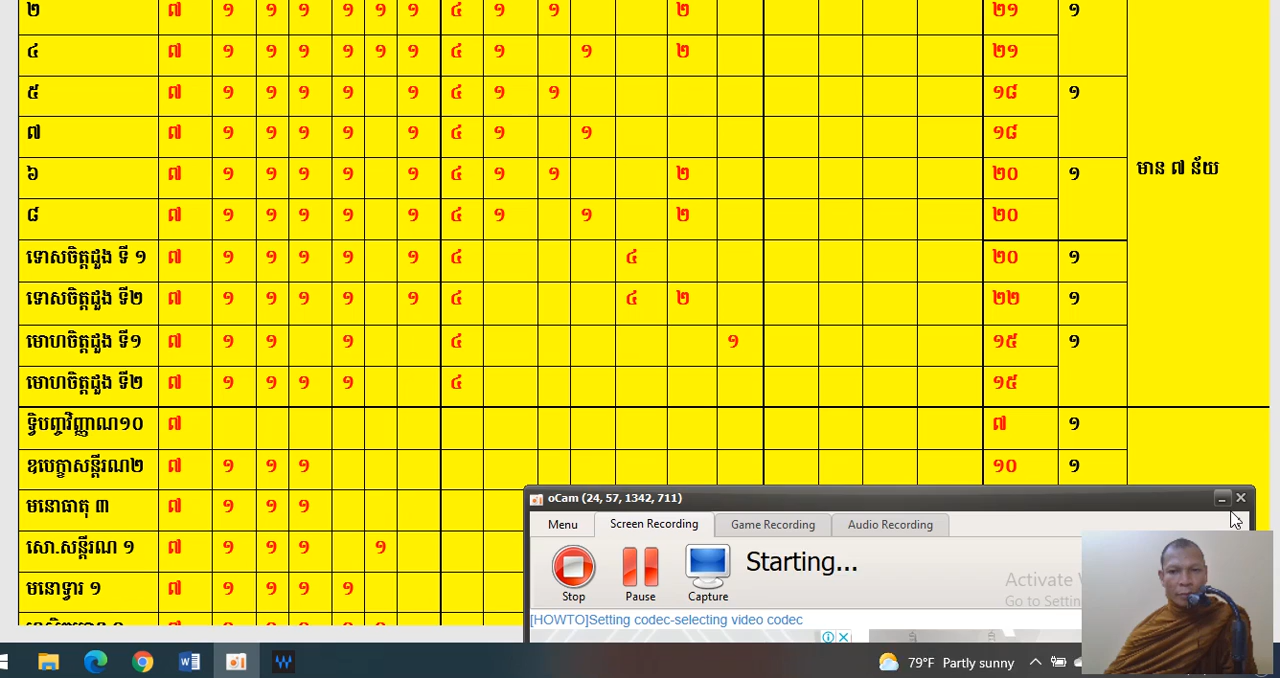 ២ ៧ ១ ១ ១ ១ ១ ១ ៤ ១ ១ ២ ២១ ១
៤ ៧ ១ ១ ១ ១ ១ ១ ៤ ១ ១ ២ ២១
៥ ៧ ១ ១ ១ ១ ១ ៤ ១ ១ ១៨ ១
៧ ៧ ១ ១ ១ ១ ១ ៤ ១ ១ ១៨
មាន ៧ ន័យ
៦ ៧ ១ ១ ១ ១ ១ ៤ ១ ១ ២ ២០ ១
៨ ៧ ១ ១ ១ ១ ១ ៤ ១ ១ ២ ២០
ទោសចិត្តដួង ទី ១ ៧ ១ ១ ១ ១ ១ ៤ ៤ ២០ ១
ទោសចិត្តដួង ទី២ ៧ ១ ១ ១ ១ ១ ៤ ៤ ២ ២២ ១
មោហចិត្តដួង ទី១ ៧ ១ ១ ១ ៤ ១ ១៥ ១
មោហចិត្តដួង ទី២ ៧ ១ ១ ១ ១ ៤ ១៥
ទ្វិបញ្ចវិញ្ញាណ១០ ៧ ៧ ១
ឧបេក្ខាសន្តីរណ២ ៧ ១ ១ ១ ១០ ១
មនោធាតុ ៣ ៧ ១ ១ ១
សោ.សន្តីរណ ១ ៧ ១ ១ ១ ១
មនោទ្វារ ១ ៧ ១ ១ ១ ១
oCam (24, 57, 1342, 711)
Menu Screen Recording Game Recording Audio Recording
Starting...
Stop Pause Capture
Activate
Go to Settin
[HOWTO]Setting codec-selecting video codec
79°F Partly sunny